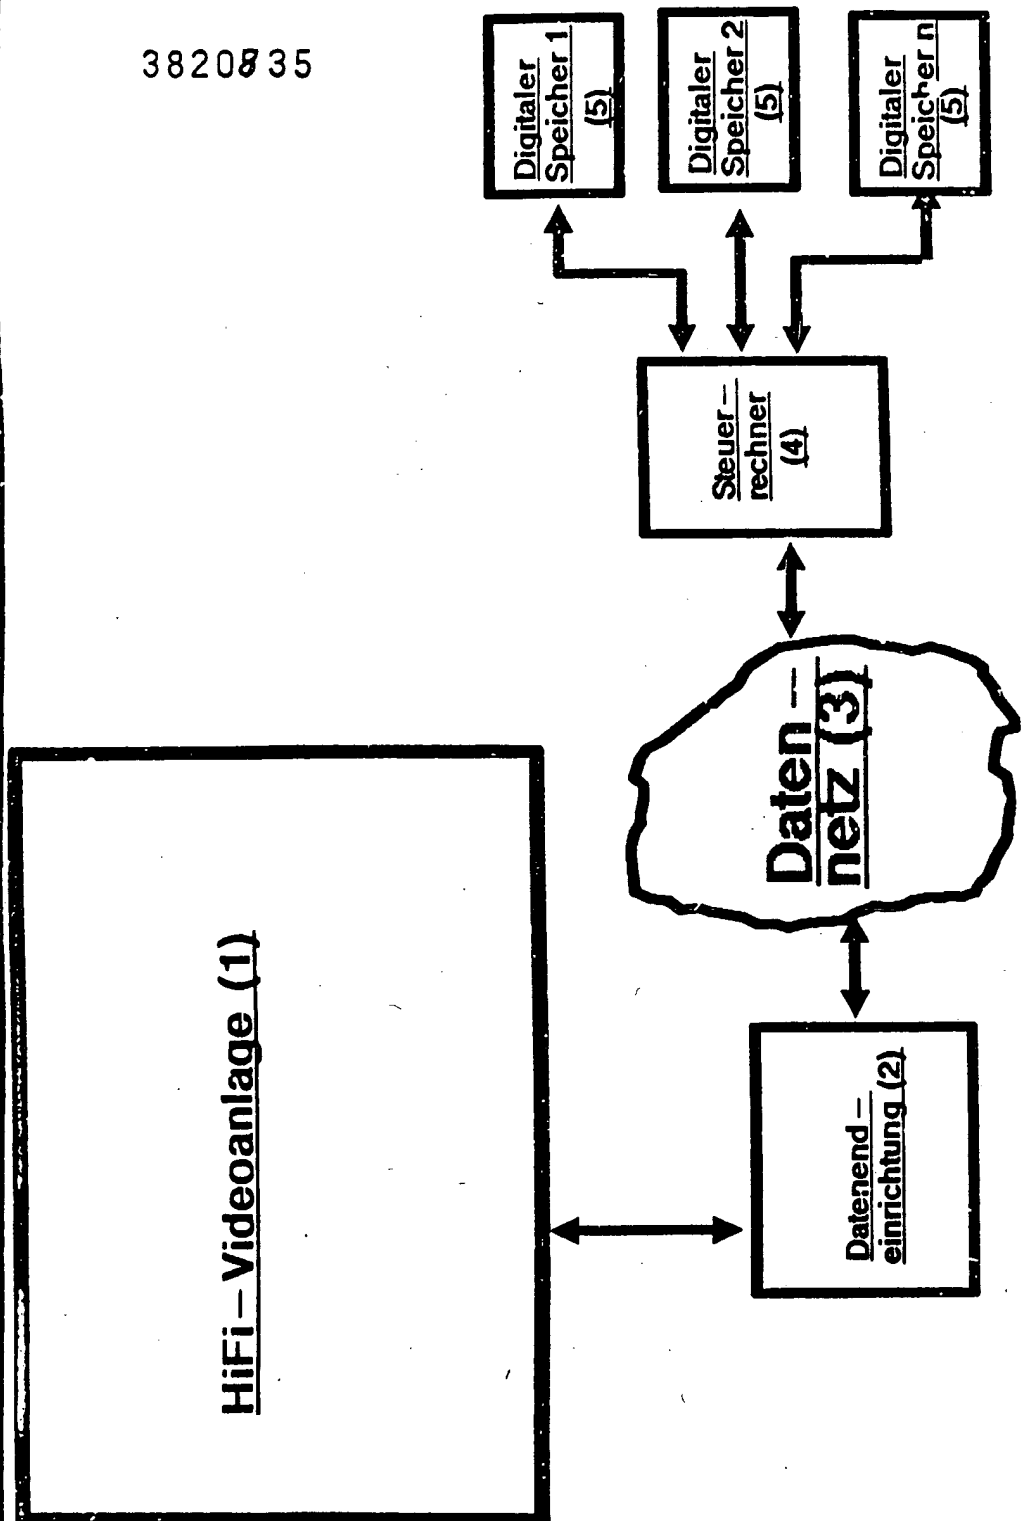 3820835
HiFi–Videoanlage (1)
Datenend–
einrichtung (2)
Daten–
netz (3)
Steuer–
rechner
(4)
Digitaler
Speicher 1
(5)
Digitaler
Speicher 2
(5)
Digitaler
Speicher n
(5)